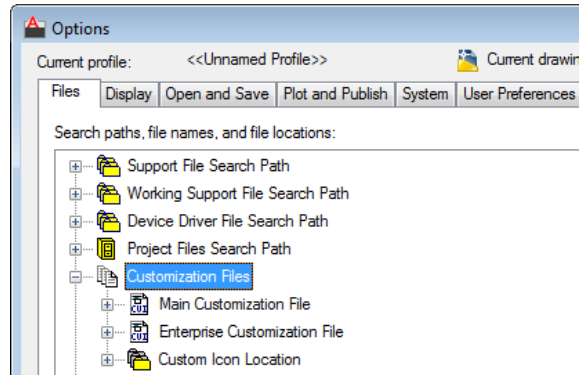 Options
Current profile: <<Unnamed Profile>> Current drawin
Files Display Open and Save Plot and Publish System User Preferences
Search paths, file names, and file locations:
Support File Search Path
Working Support File Search Path
Device Driver File Search Path
Project Files Search Path
Customization Files
CUI Main Customization File
CUI Enterprise Customization File
Custom Icon Location